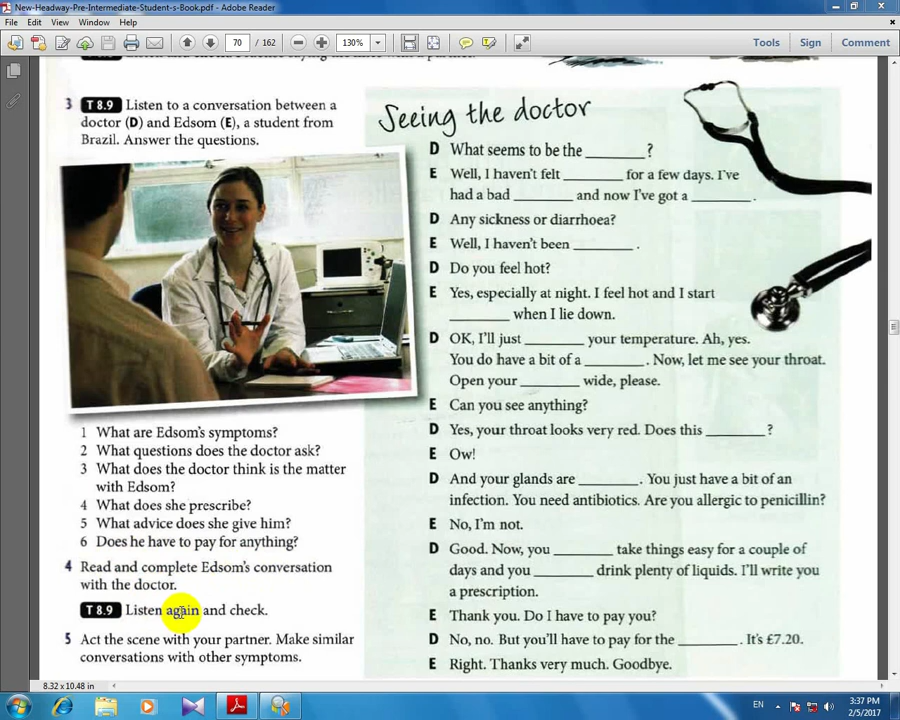 New-Headway-Pre-Intermediate-Student-s-Book.pdf - Adobe Reader
File Edit View Window Help
70 / 162 130% Tools Sign Comment
3 T 8.9 Listen to a conversation between a
doctor (D) and Edsom (E), a student from
Brazil. Answer the questions.
1 What are Edsom's symptoms?
2 What questions does the doctor ask?
3 What does the doctor think is the matter
with Edsom?
4 What does she prescribe?
5 What advice does she give him?
6 Does he have to pay for anything?
4 Read and complete Edsom's conversation
with the doctor.
T 8.9 Listen again and check.
5 Act the scene with your partner. Make similar
conversations with other symptoms.
Seeing the doctor
D What seems to be the ________ ?
E Well, I haven't felt ________ for a few days. I've
had a bad ________ and now I've got a ________ .
D Any sickness or diarrhoea?
E Well, I haven't been ________ .
D Do you feel hot?
E Yes, especially at night. I feel hot and I start
________ when I lie down.
D OK, I'll just ________ your temperature. Ah, yes.
You do have a bit of a ________ . Now, let me see your throat.
Open your ________ wide, please.
E Can you see anything?
D Yes, your throat looks very red. Does this ________ ?
E Ow!
D And your glands are ________ . You just have a bit of an
infection. You need antibiotics. Are you allergic to penicillin?
E No, I'm not.
D Good. Now, you ________ take things easy for a couple of
days and you ________ drink plenty of liquids. I'll write you
a prescription.
E Thank you. Do I have to pay you?
D No, no. But you'll have to pay for the ________ . It's £7.20.
E Right. Thanks very much. Goodbye.
8.32 x 10.48 in
EN 3:37 PM
2/5/2017